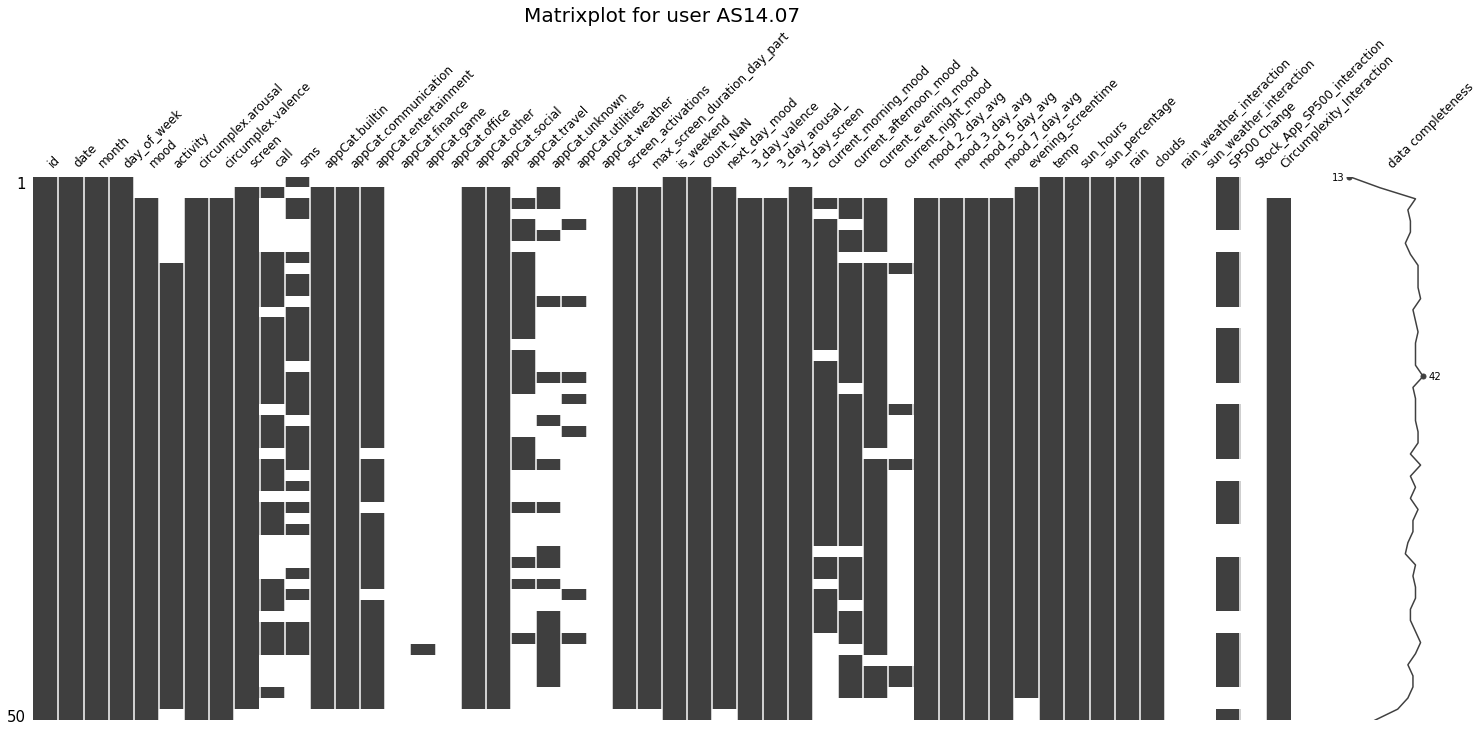 Matrixplot for user AS14.07
id
date
month
day_of_week
mood
activity
circumplex.arousal
circumplex.valence
screen
call
sms
appCat.builtin
appCat.communication
appCat.entertainment
appCat.finance
appCat.game
appCat.office
appCat.other
appCat.social
appCat.travel
appCat.unknown
appCat.utilities
appCat.weather
screen_activations
max_screen_duration_day_part
is_weekend
count_NaN
next_day_mood
3_day_valence
3_day_arousal_
3_day_screen
current_morning_mood
current_afternoon_mood
current_evening_mood
current_night_mood
mood_2_day_avg
mood_3_day_avg
mood_5_day_avg
mood_7_day_avg
evening_screentime
temp
sun_hours
sun_percentage
rain
clouds
rain_weather_interaction
sun_weather_interaction
SP500 Change
Stock_App_SP500_interaction
Circumplexity_Interaction
data completeness
1
13
42
50